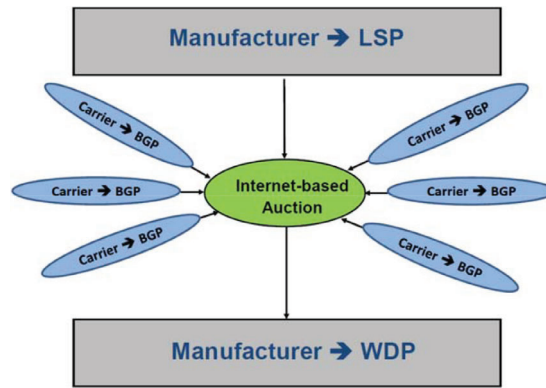 Manufacturer ➔ LSP
Carrier ➔ BGP
Carrier ➔ BGP
Carrier ➔ BGP
Internet-based
Auction
Carrier ➔ BGP
Carrier ➔ BGP
Carrier ➔ BGP
Manufacturer ➔ WDP